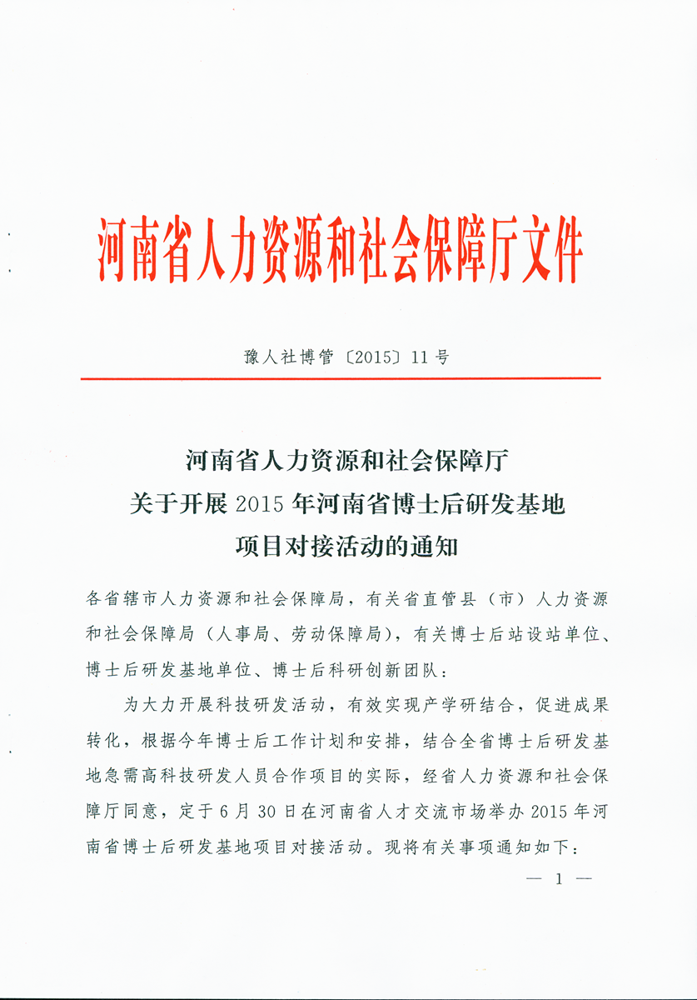 河南省人力资源和社会保障厅文件
豫人社博管〔2015〕11号
河南省人力资源和社会保障厅
关于开展 2015 年河南省博士后研发基地
项目对接活动的通知
各省辖市人力资源和社会保障局，有关省直管县（市）人力资源
和社会保障局（人事局、劳动保障局），有关博士后站设站单位、
博士后研发基地单位、博士后科研创新团队：
为大力开展科技研发活动，有效实现产学研结合，促进成果
转化，根据今年博士后工作计划和安排，结合全省博士后研发基
地急需高科技研发人员合作项目的实际，经省人力资源和社会保
障厅同意，定于 6 月 30 日在河南省人才交流市场举办 2015 年河
南省博士后研发基地项目对接活动。现将有关事项通知如下：
— 1 —